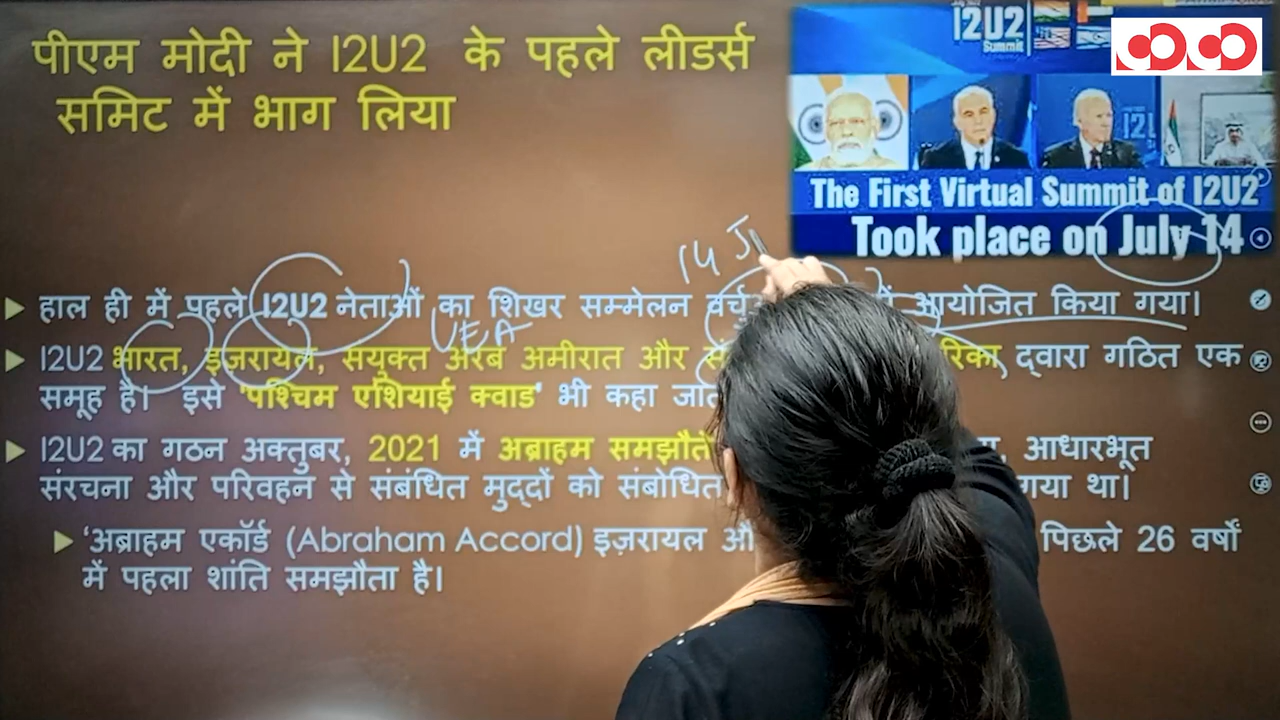 पीएम मोदी ने I2U2 के पहले लीडर्स
समिट में भाग लिया
I2U2
Summit
The First Virtual Summit of I2U2
Took place on July 14
14 J
हाल ही में पहले I2U2 नेताओं का शिखर सम्मेलन आयोजित किया गया।
UEA
I2U2 भारत, इज़रायल, सयुक्त अरब अमीरात और द्वारा गठित एक
समूह है। इसे 'पश्चिम एशियाई क्वाड' भी कहा
I2U2 का गठन अक्तुबर, 2021 में अब्राहम आधारभूत
संरचना और परिवहन से संबंधित मुद्दों को गया था।
'अब्राहम एकॉर्ड (Abraham Accord) इज़रायल पिछले 26 वर्षों
में पहला शांति समझौता है।